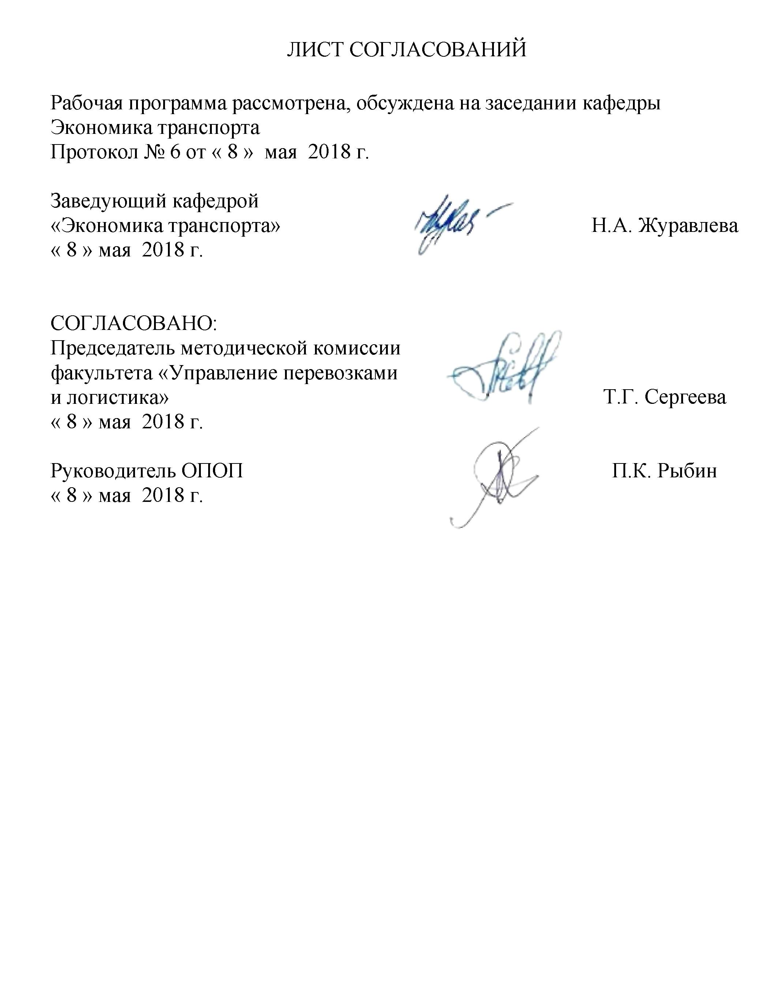 ЛИСТ СОГЛАСОВАНИЙ
Рабочая программа рассмотрена, обсуждена на заседании кафедры
Экономика транспорта
Протокол № 6 от « 8 » мая 2018 г.
Заведующий кафедрой
«Экономика транспорта» Н.А. Журавлева
« 8 » мая 2018 г.
СОГЛАСОВАНО:
Председатель методической комиссии
факультета «Управление перевозками
и логистика» Т.Г. Сергеева
« 8 » мая 2018 г.
Руководитель ОПОП П.К. Рыбин
« 8 » мая 2018 г.